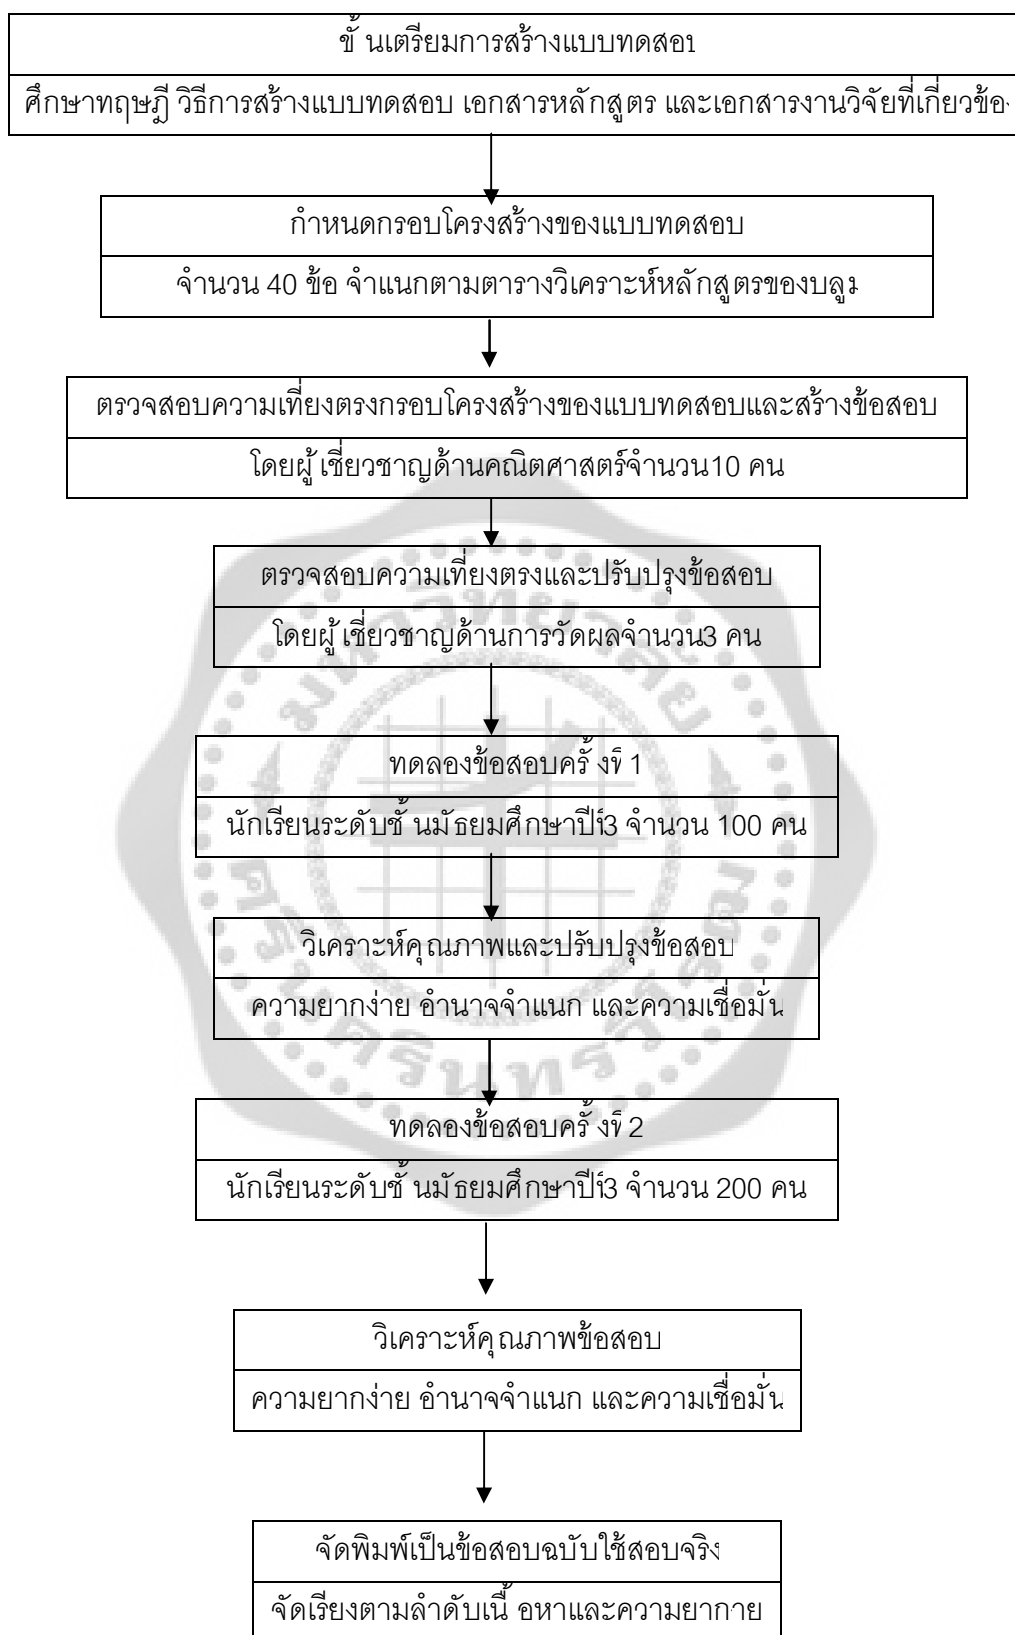 ขั้นเตรียมการสร้างแบบทดสอบ
ศึกษาทฤษฎี วิธีการสร้างแบบทดสอบ เอกสารหลักสูตร และเอกสารงานวิจัยที่เกี่ยวข้อง
กำหนดกรอบโครงสร้างของแบบทดสอบ
จำนวน 40 ข้อ จำแนกตามตารางวิเคราะห์หลักสูตรของบลูม
ตรวจสอบความเที่ยงตรงกรอบโครงสร้างของแบบทดสอบและสร้างข้อสอบ
โดยผู้เชี่ยวชาญด้านคณิตศาสตร์จำนวน10 คน
ตรวจสอบความเที่ยงตรงและปรับปรุงข้อสอบ
โดยผู้เชี่ยวชาญด้านการวัดผลจำนวน3 คน
ทดลองข้อสอบครั้งที่ 1
นักเรียนระดับชั้นมัธยมศึกษาปีที่3 จำนวน 100 คน
วิเคราะห์คุณภาพและปรับปรุงข้อสอบ
ความยากง่าย อำนาจจำแนก และความเชื่อมั่น
ทดลองข้อสอบครั้งที่ 2
นักเรียนระดับชั้นมัธยมศึกษาปีที่3 จำนวน 200 คน
วิเคราะห์คุณภาพข้อสอบ
ความยากง่าย อำนาจจำแนก และความเชื่อมั่น
จัดพิมพ์เป็นข้อสอบฉบับใช้สอบจริง
จัดเรียงตามลำดับเนื้อหาและความยากาย
มหาวิทยาลัย
ศรีนครินทรวิโรฒ